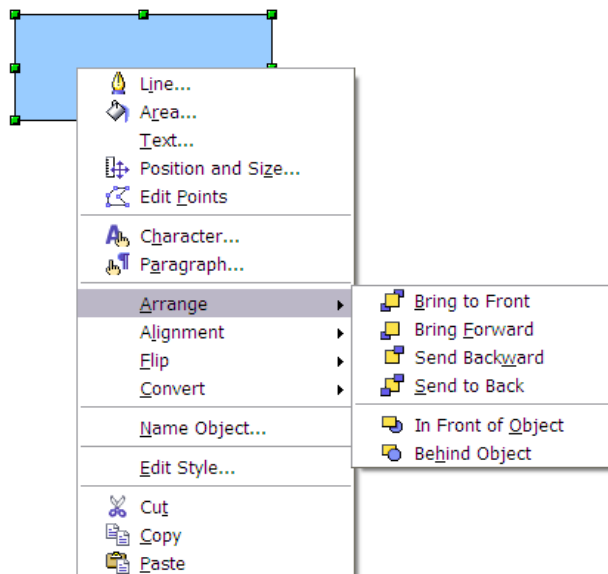 Line...
Area...
Text...
Position and Size...
Edit Points
Character...
Paragraph...
Arrange
Alignment
Flip
Convert
Name Object...
Edit Style...
Cut
Copy
Paste
Bring to Front
Bring Forward
Send Backward
Send to Back
In Front of Object
Behind Object